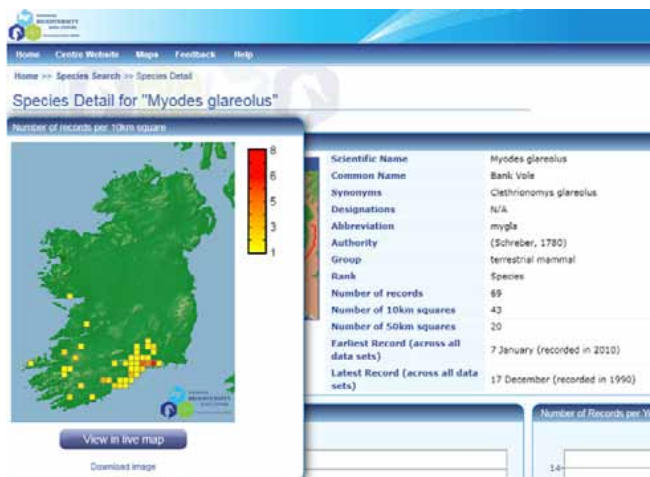 BIODIVERSITY
Home Centre Website Maps Feedback Help
Home >> Species Search >> Species Detail
Species Detail for "Myodes glareolus"
Number of records per 10km square
8
6
5
3
1
BIODIVERSITY
View in live map
Download image
Scientific Name Myodes glareolus
Common Name Bank Vole
Synonyms Clethrionomys glareolus
Designations N/A
Abbreviation mygla
Authority (Schreber, 1780)
Group terrestrial mammal
Rank Species
Number of records 69
Number of 10km squares 43
Number of 50km squares 20
Earliest Record (across all
data sets) 7 January (recorded in 2010)
Latest Record (across all data
sets) 17 December (recorded in 1990)
Number of Records per Y
14